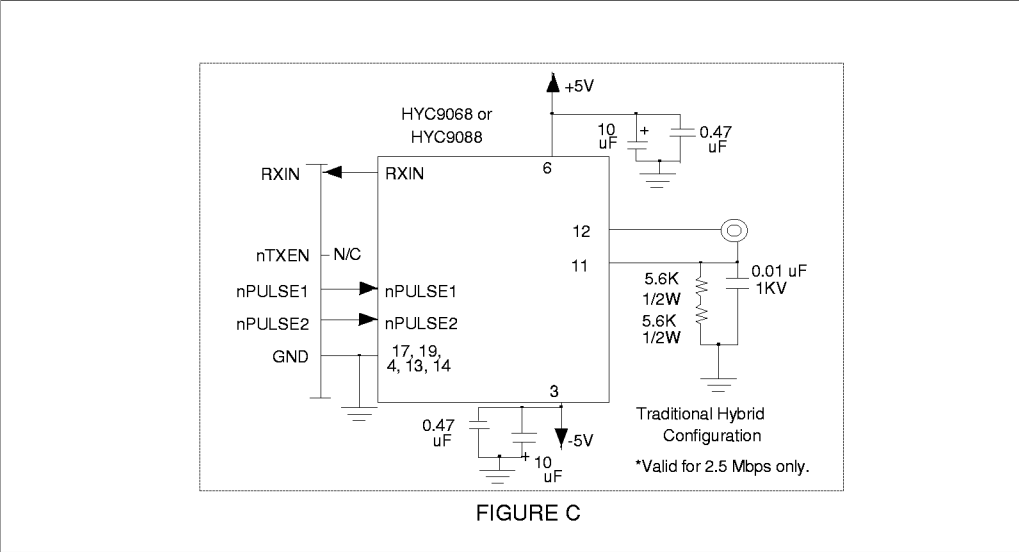 +5V
HYC9068 or
HYC9088
10
uF
+
0.47
uF
6
RXIN
RXIN
12
nTXEN
N/C
11
nPULSE1
nPULSE1
nPULSE2
nPULSE2
5.6K
1/2W
5.6K
1/2W
0.01 uF
1KV
GND
17, 19,
4, 13, 14
3
0.47
uF
-5V
+
10
uF
Traditional Hybrid
Configuration
*Valid for 2.5 Mbps only.
FIGURE C